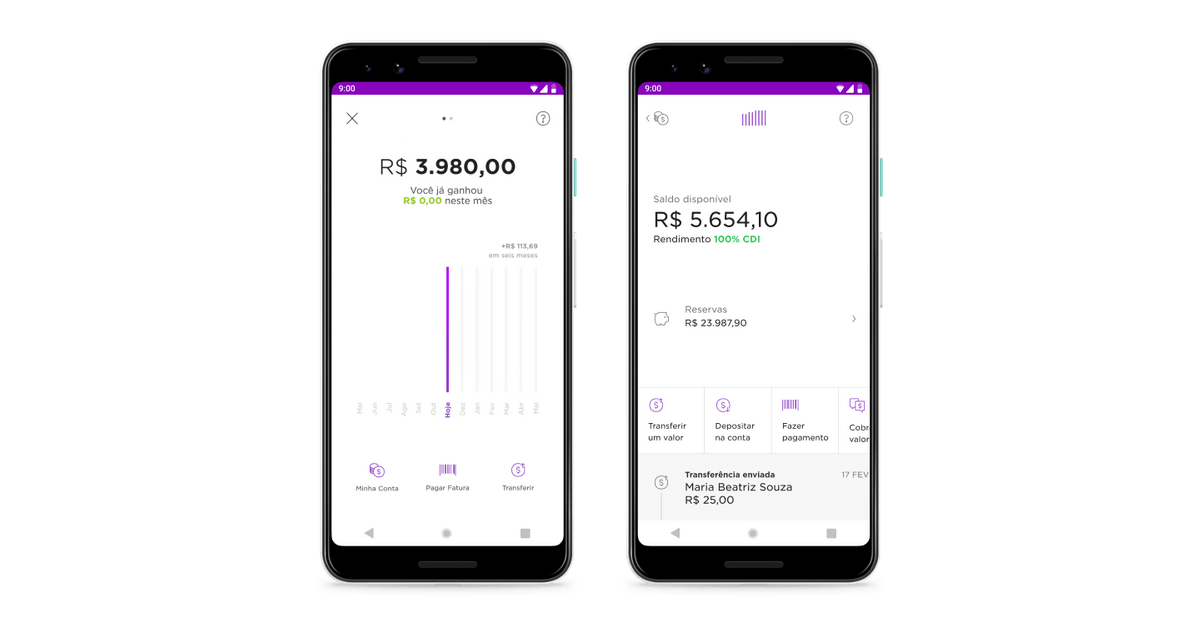 9:00
R$ 3.980,00
Você já ganhou
R$ 0,00 neste mês
+R$ 113,69
em seis meses
Mai
Jun
Jul
Ago
Set
Out
Hoje
Dez
Jan
Fev
Mar
Abr
Mai
Minha Conta
Pagar Fatura
Transferir
9:00
Saldo disponível
R$ 5.654,10
Rendimento 100% CDI
Reservas
R$ 23.987,90
Transferir
um valor
Depositar
na conta
Fazer
pagamento
Cobr
valor
Transferência enviada
17 FEV
Maria Beatriz Souza
R$ 25,00